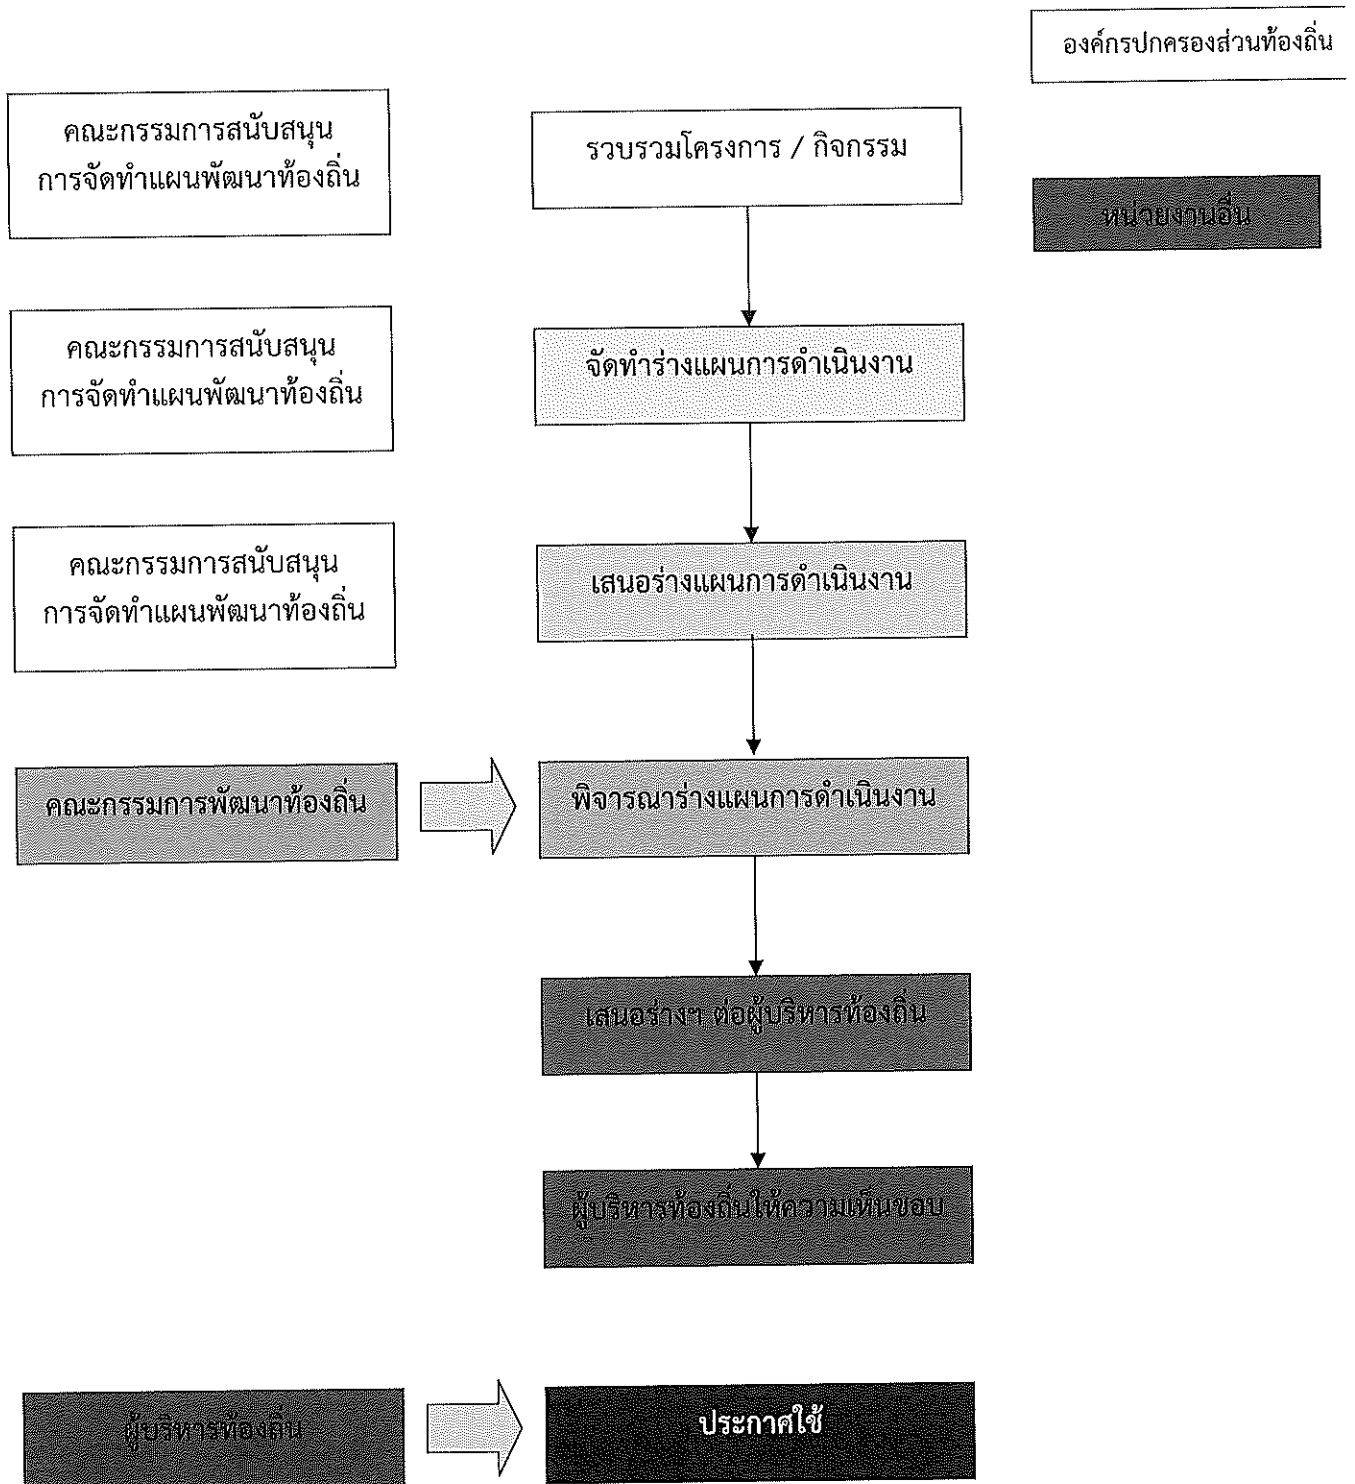 องค์กรปกครองส่วนท้องถิ่น
คณะกรรมการสนับสนุน
การจัดทำแผนพัฒนาท้องถิ่น
รวบรวมโครงการ / กิจกรรม
หน่วยงานอื่น
คณะกรรมการสนับสนุน
การจัดทำแผนพัฒนาท้องถิ่น
จัดทำร่างแผนการดำเนินงาน
คณะกรรมการสนับสนุน
การจัดทำแผนพัฒนาท้องถิ่น
เสนอร่างแผนการดำเนินงาน
คณะกรรมการพัฒนาท้องถิ่น
พิจารณาร่างแผนการดำเนินงาน
เสนอร่างฯ ต่อผู้บริหารท้องถิ่น
ผู้บริหารท้องถิ่นให้ความเห็นชอบ
ผู้บริหารท้องถิ่น
ประกาศใช้